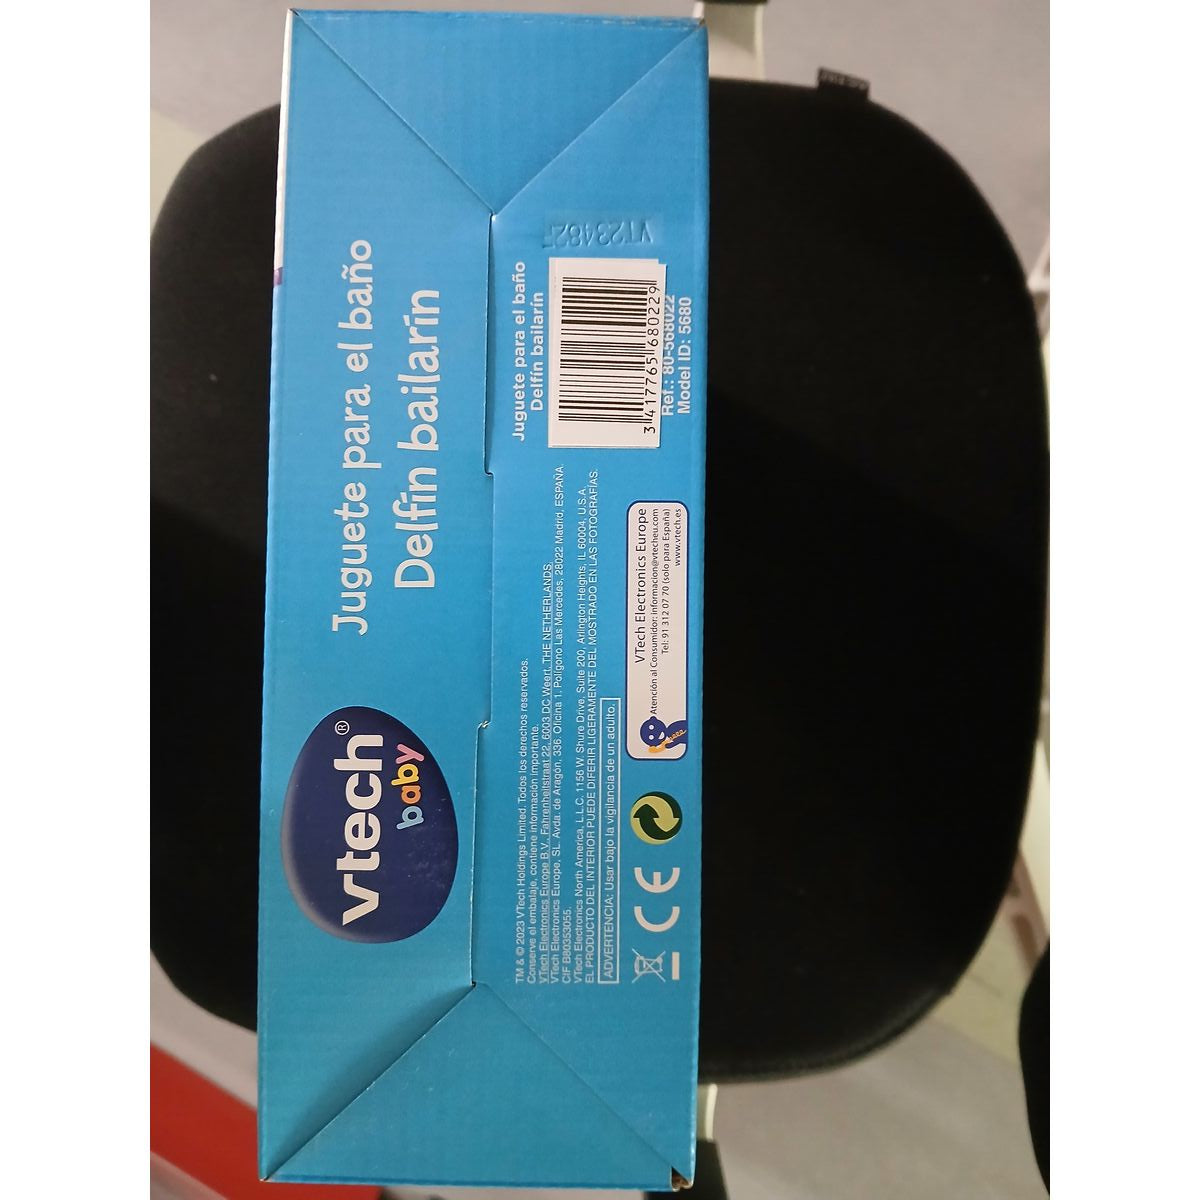 vtech®
baby
Juguete para el baño
Delfín bailarín
TM & © 2023 VTech Holdings Limited. Todos los derechos reservados.
Conserve el embalaje, contiene información importante.
VTech Electronics Europe B.V., Fahrenheitstraat 22, 6003 DC Weert, THE NETHERLANDS.
VTech Electronics Europe, SL. Avda. de Aragón, 336. Oficina 1, Polígono Las Mercedes, 28022 Madrid, ESPAÑA.
CIF B80353055.
VTech Electronics North America, L.L.C. 1156 W. Shure Drive, Suite 200, Arlington Heights, IL 60004, U.S.A.
EL PRODUCTO DEL INTERIOR PUEDE DIFERIR LIGERAMENTE DEL MOSTRADO EN LAS FOTOGRAFÍAS.
ADVERTENCIA: Usar bajo la vigilancia de un adulto.
CE
VTech Electronics Europe
Atención al Consumidor: informacion@vtecheu.com
Tel: 91 312 07 70 (solo para España)
www.vtech.es
Juguete para el baño
Delfín bailarín
3 417765 680229
Ref.: 80-568022
Model ID: 5680